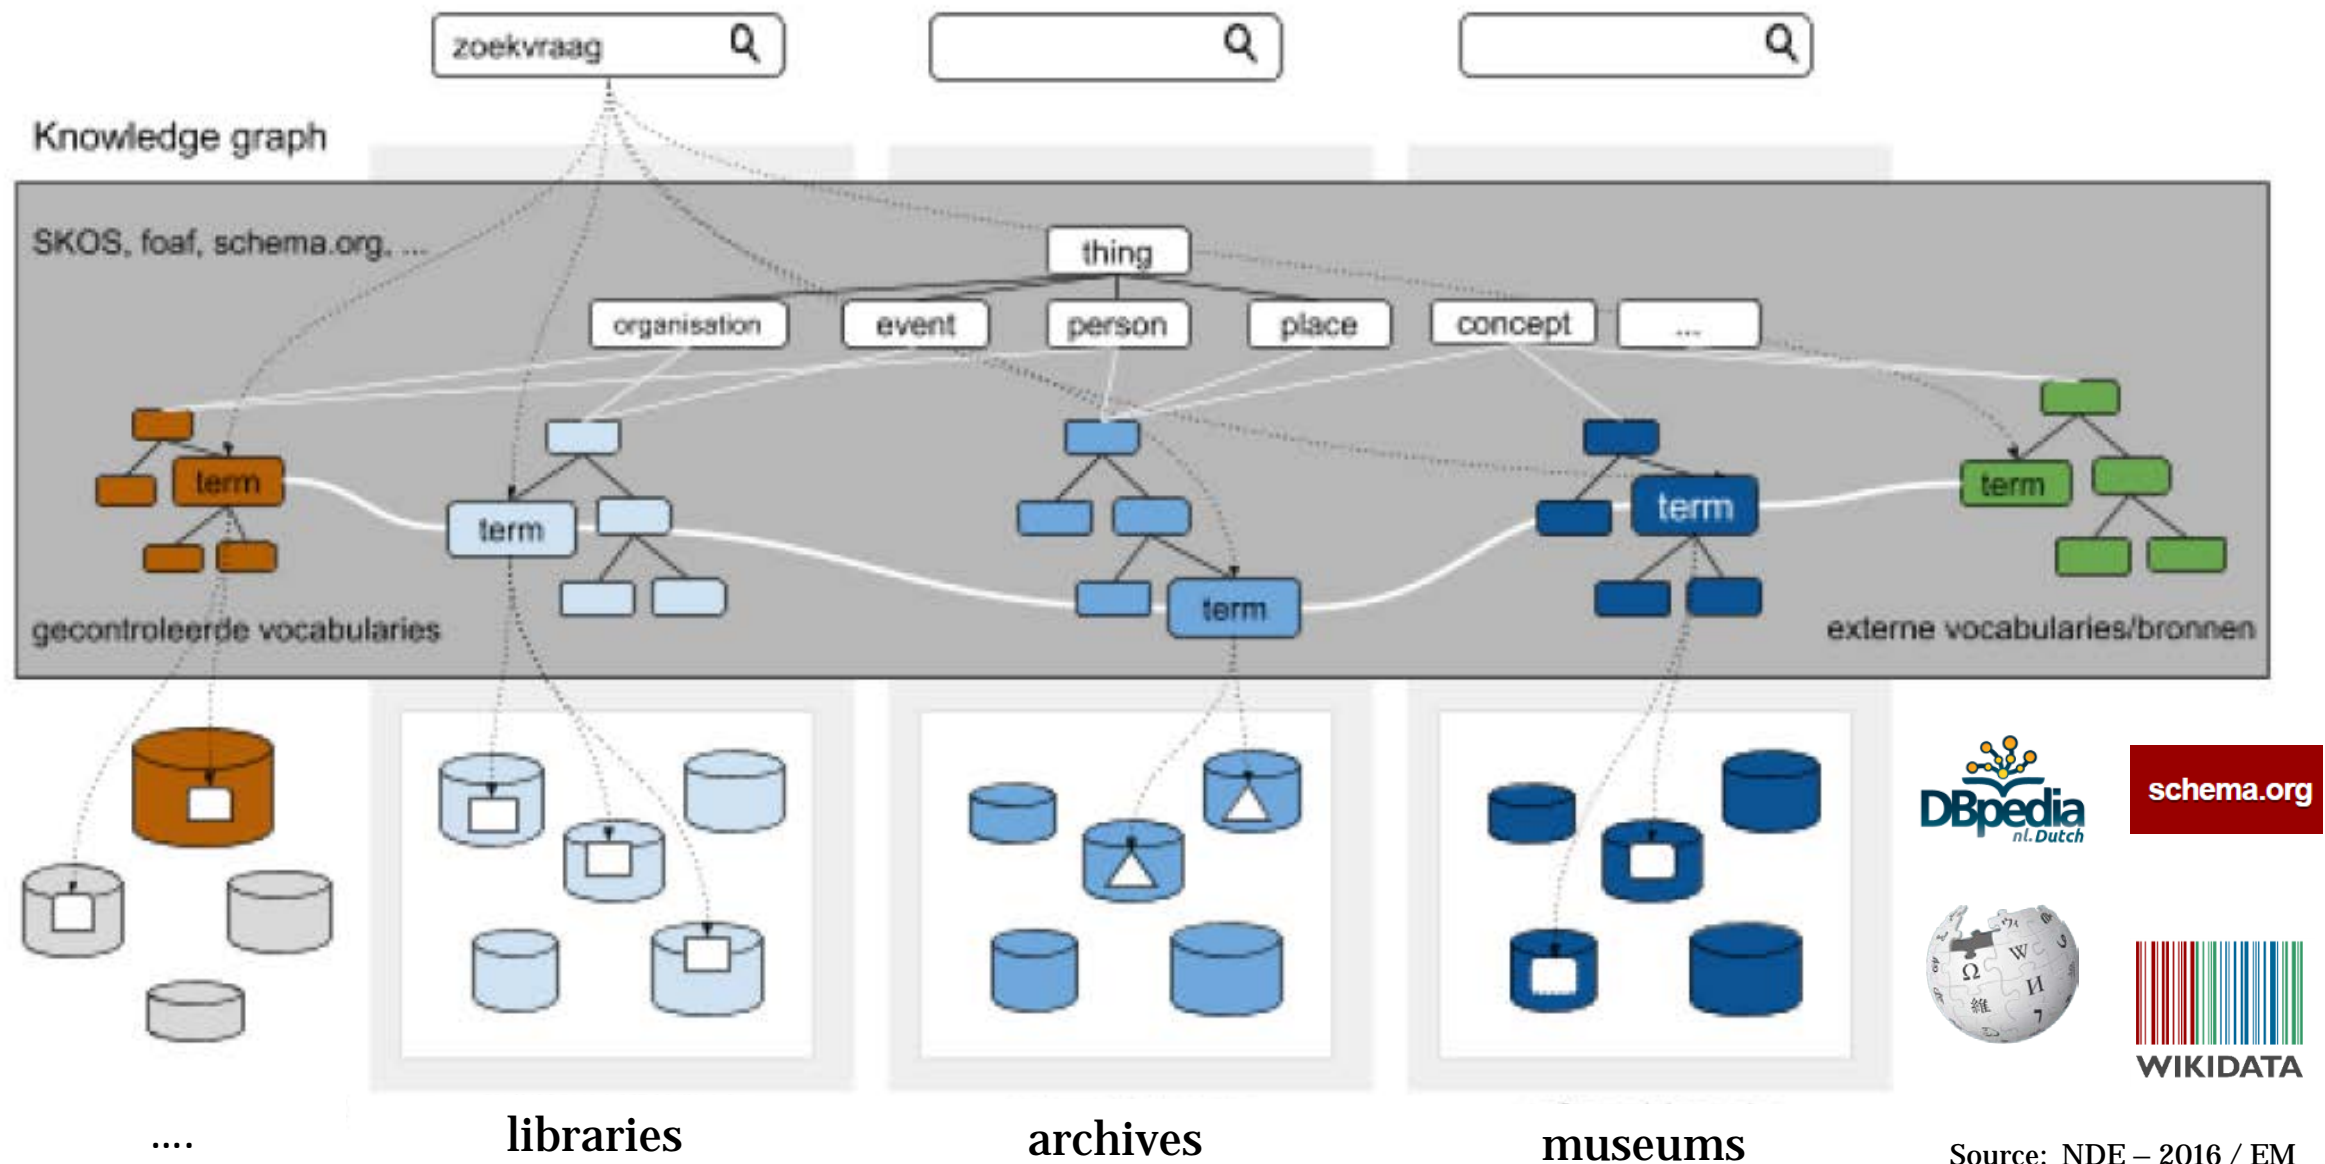 zoekvraag
Knowledge graph
SKOS, foaf, schema.org, ...
thing
organisation
event
person
place
concept
...
term
term
term
term
term
gecontroleerde vocabularies
externe vocabularies/bronnen
DBpedia
nl.Dutch
schema.org
Ω
W
И
維
WIKIDATA
....
libraries
archives
museums
Source: NDE – 2016 / EM